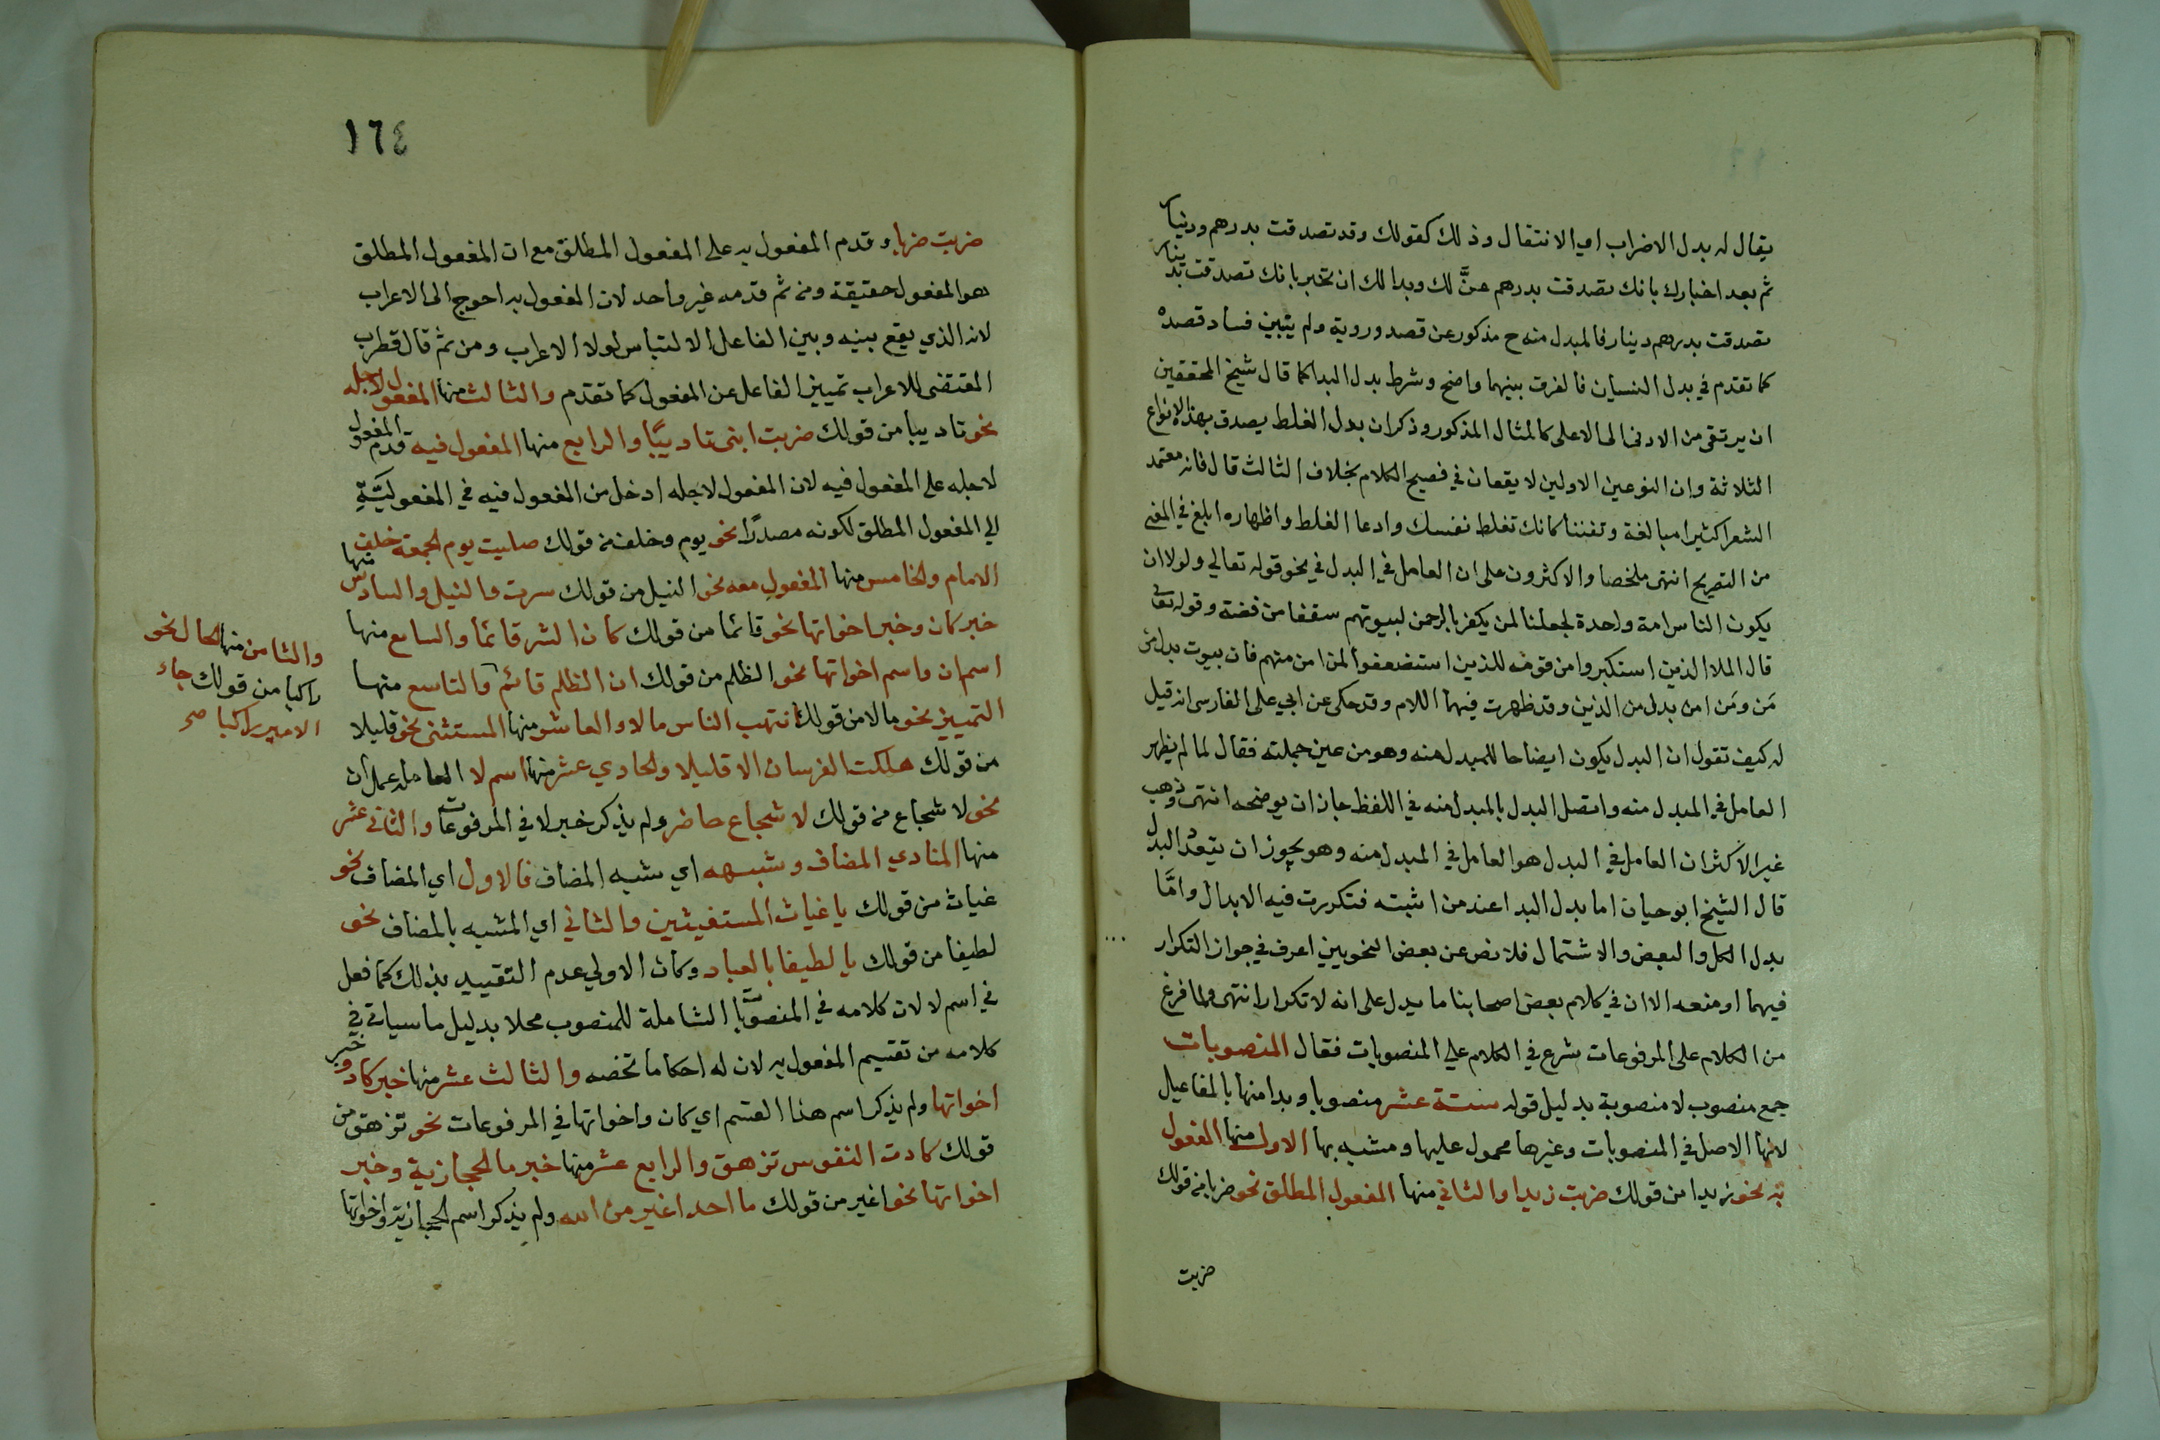 يقال له بدل الاضراب اي الانتقال وذلك كقولك وقد تصدقت بدرهم ودينار
ثم بعد اخبارك بانك تصدقت بدرهم عنَّ لك وبدا لك ان تخبر بانك تصدقت بدينار
تصدقت بدرهم دينار فالمبدل منه ح مذكور عن قصد وروية ولم يتبين فساد قصده
كما تقدم في بدل النسيان فالفرق بينهما واضح وشرط بدل البدا كما قال شيخ المحققين
ان يرتقى من الادنى الى الاعلى كالمثال المذكور وذكر ان بدل الغلط يصدق بهذه الانواع
الثلاثة وان النوعين الاولين لا يقعان في فصيح الكلام بخلاف الثالث قال فانه معتمد
الشعرا كثيرا مبالغة وتفننا كانك تغلط نفسك وادعا الغلط واظهاره ابلغ في المعنى
من التصريح انتهى ملخصا والاكثرون على ان العامل في البدل في نحو قوله تعالي ولولا ان
يكون الناس امة واحدة لجعلنا لمن يكفر بالرحمن لبيوتهم سقفا من فضة وقوله تعالى
قال الملا الذين استكبروا من قومه للذين استضعفوا لمن امن منهم فان بيوت بدل من
مَن ومَن امن بدل من الذين وقد ظهرت فيهما اللام وقد حكى عن ابي على الفارسي انه قيل
له كيف تقول ان البدل يكون ايضاحا للمبدل منه وهو من عين جملته فقال لما لم يظهر
العامل في المبدل منه واتصل البدل بالمبدل منه في اللفظ جاز ان يوضحه انتهى وذهب
غير الاكثر ان العامل في البدل هو العامل في المبدل منه وهو يجوز ان يتعدد البدل
قال الشيخ ابو حيان اما بدل البدا عند من اثبته فتكررت فيه الابدال وامَّا
بدل الكل والبعض والاشتمال فلا نص عن بعض النحويين اعرف في جواز التكرار
فيهما او منعه الا ان في كلام بعض اصحابنا ما يدل على انه لا تكرار انتهى ولما فرغ
من الكلام على المرفوعات شرع في الكلام علي المنصوبات فقال المنصوبات
جمع منصوب لا منصوبة بدليل قوله ستة عشر منصوبا وبدا منها بالمفاعيل
لانها الاصل في المنصوبات وغيرها محمول عليها ومشبه بها الاول منها المفعول
به نحو زيدا من قولك ضربت زيدا والثاني منها المفعول المطلق نحو ضربا من قولك
ضربت
١٦٤
ضربت ضربا وقدم المفعول به على المفعول المطلق مع ان المفعول المطلق
هو المفعول حقيقة ومن ثم قدمه غير واحد لان المفعول به احوج الى الاعراب
لانه الذي يقع بينه وبين الفاعل الالتباس لولا الاعراب ومن ثم قال قطرب
المقتضى للاعراب تمييز الفاعل عن المفعول كما تقدم والثالث منها المفعول لاجله
نحو تاديبا من قولك ضربت ابنى تاديبًا والرابع منها المفعول فيه وقدم المفعول
لاجله على المفعول فيه لان المفعول لاجله ادخل من المفعول فيه في المفعوليَّة
الي المفعول المطلق لكونه مصدرًا نحو يوم وخلف من قولك صليت يوم الجمعة خلف
الامام والخامس منها المفعول معه نحو النيل من قولك سرت والنيل والسادس منها
خبر كان وخبر اخواتها نحو قائما من قولك كان الشر قائما والسابع منها
اسم ان واسم اخواتها نحو الظلم من قولك ان الظلم قائم والتاسع منها
التمييز نحو مالا من قولك انتهب الناس مالا والعاشر منها المستثنى نحو قليلا
من قولك هلكت الفرسان الا قليلا والحادي عشر منها اسم لا العاملة عمل ان
نحو لا شجاع من قولك لا شجاع حاضر ولم يذكر خبر لا في المرفوعات والثاني عشر
منها المنادي المضاف وشبهه اي شبه المضاف فالاول اي المضاف نحو
غياث من قولك يا غياث المستغيثين والثاني اي المشبه بالمضاف نحو
لطيفا من قولك يا لطيفا بالعباد وكان الاولي عدم التقييد بذلك كما فعل
في اسم لا لان كلامه في المنصوبات الشاملة للمنصوب محلا بدليل ما سياتي في
كلامه من تقسيم المفعول به لان له احكاما تخصه والثالث عشر منها خبر كاد وخبر
اخواتها ولم يذكر اسم هذا القسم اي كان واخواتها في المرفوعات نحو تزهق من
قولك كادت النفوس تزهق والرابع عشر منها خبر ما الحجازية وخبر
اخواتها نحو اغير من قولك ما احد اغير من الله ولم يذكر اسم الحجازية واخواتها
والثامن منها الحال نحو
راكبا من قولك جاء
الامير راكبا صح